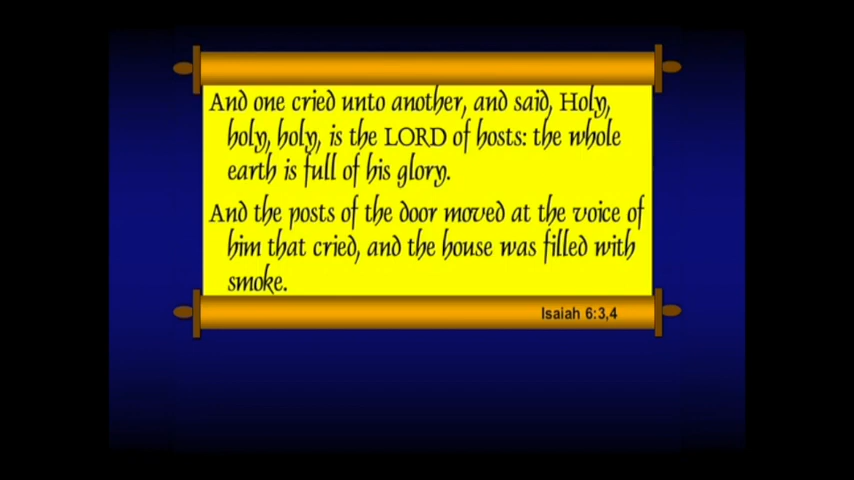 And one cried unto another, and said, Holy,
holy, holy, is the LORD of hosts: the whole
earth is full of his glory.
And the posts of the door moved at the voice of
him that cried, and the house was filled with
smoke.
Isaiah 6:3,4